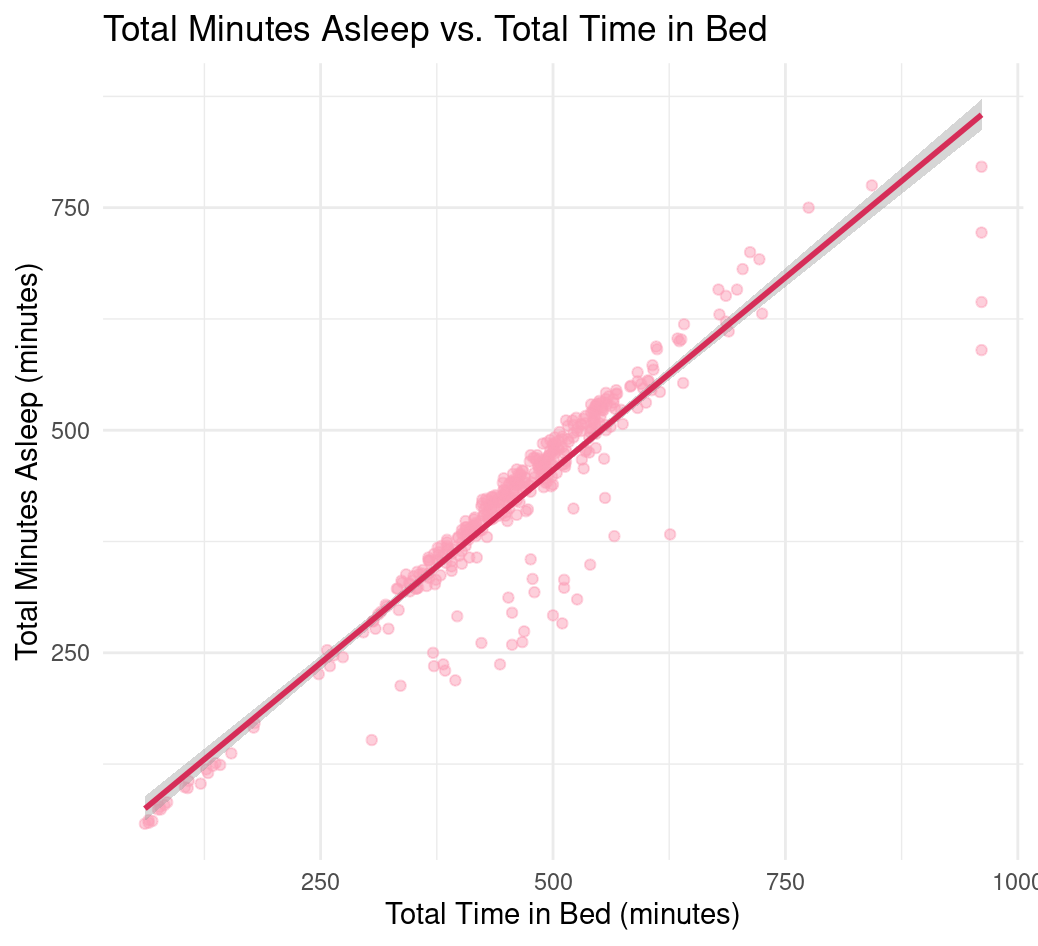 Total Minutes Asleep vs. Total Time in Bed
Total Minutes Asleep (minutes)
750
500
250
250 500 750 1000
Total Time in Bed (minutes)